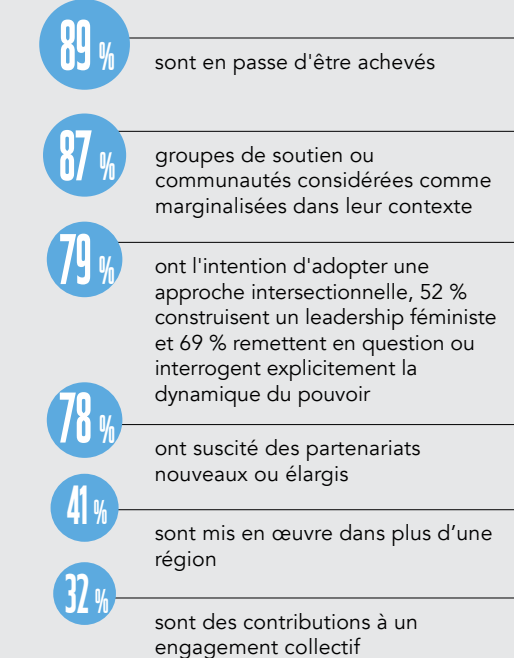 89 %
sont en passe d'être achevés
87 %
groupes de soutien ou
communautés considérées comme
marginalisées dans leur contexte
79 %
ont l'intention d'adopter une
approche intersectionnelle, 52 %
construisent un leadership féministe
et 69 % remettent en question ou
interrogent explicitement la
dynamique du pouvoir
78 %
ont suscité des partenariats
nouveaux ou élargis
41 %
sont mis en œuvre dans plus d’une
région
32 %
sont des contributions à un
engagement collectif